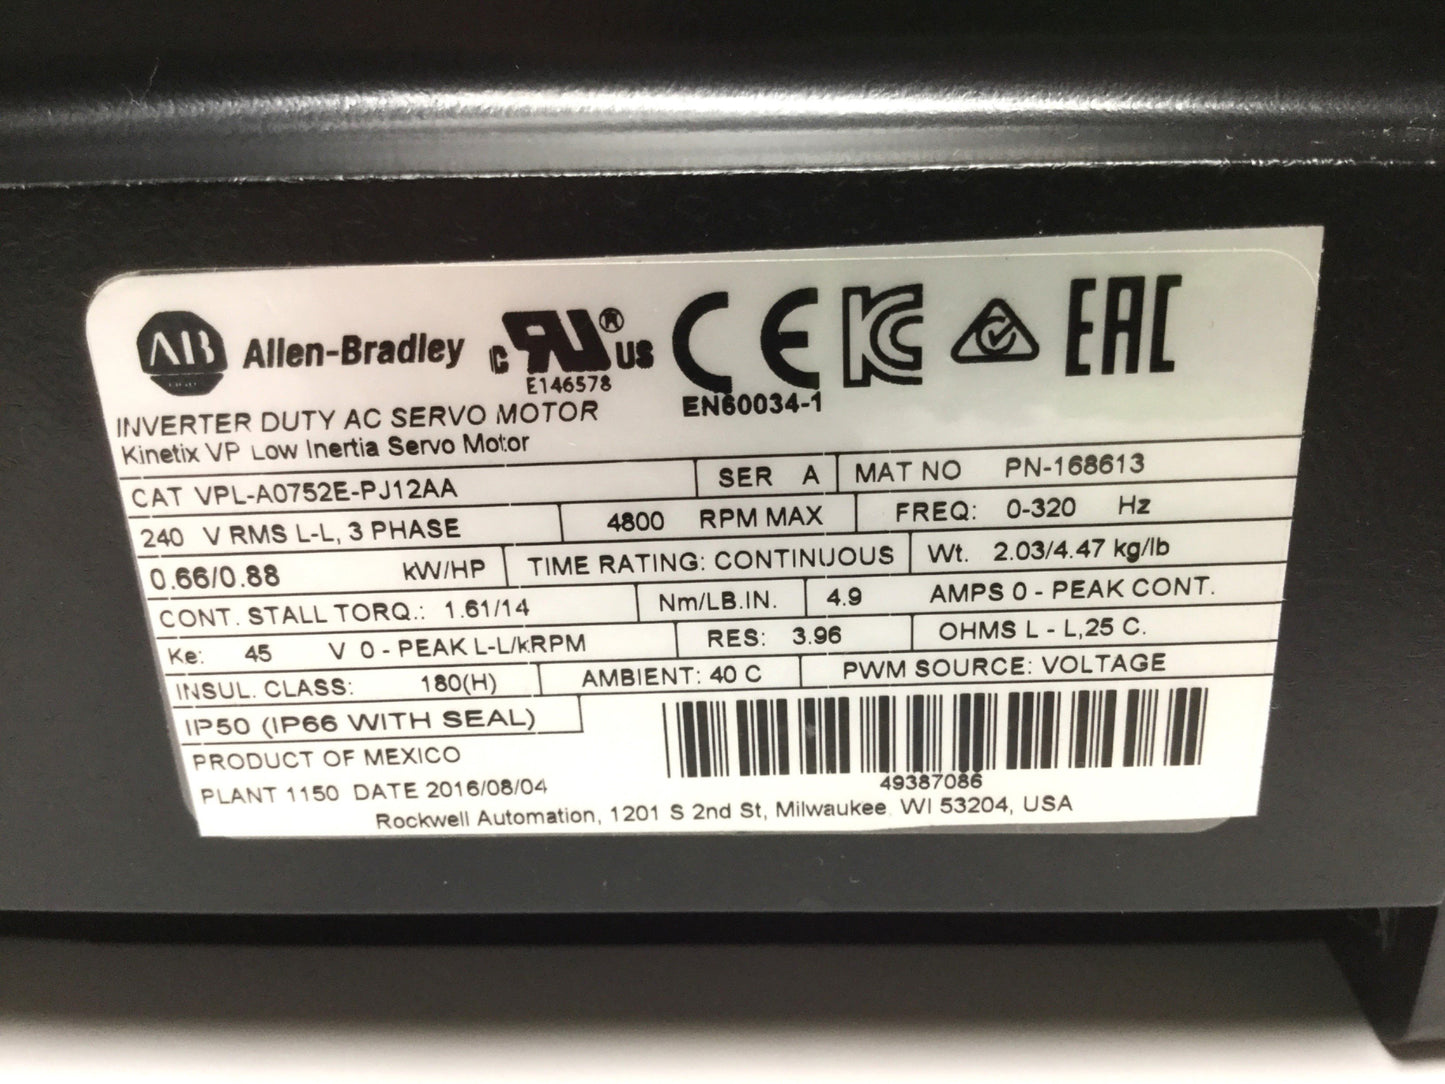 AB Allen-Bradley c RU ® US CE KC EAC
E146578 EN60034-1
INVERTER DUTY AC SERVO MOTOR
Kinetix VP Low Inertia Servo Motor
CAT VPL-A0752E-PJ12AA SER A MAT NO PN-168613
240 V RMS L-L, 3 PHASE 4800 RPM MAX FREQ: 0-320 Hz
0.66/0.88 kW/HP TIME RATING: CONTINUOUS Wt. 2.03/4.47 kg/lb
CONT. STALL TORQ.: 1.61/14 Nm/LB.IN. 4.9 AMPS 0 - PEAK CONT.
Ke: 45 V 0 - PEAK L-L/kRPM RES: 3.96 OHMS L - L,25 C.
INSUL. CLASS: 180(H) AMBIENT: 40 C PWM SOURCE: VOLTAGE
IP50 (IP66 WITH SEAL)
PRODUCT OF MEXICO
49387086
PLANT 1150 DATE 2016/08/04
Rockwell Automation, 1201 S 2nd St, Milwaukee, WI 53204, USA